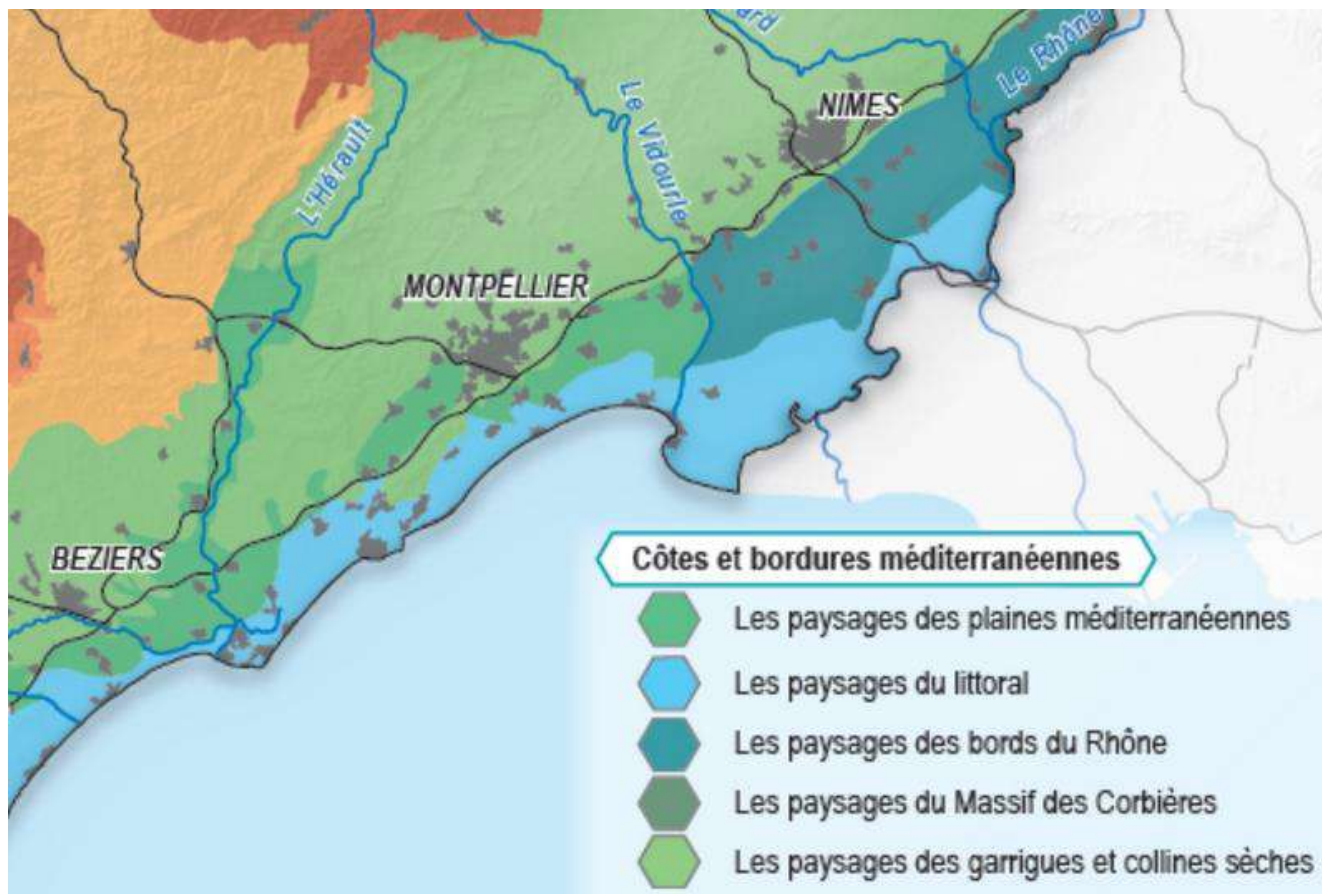 ard
Le Rhône
NIMES
Le Vidourle
L'Hérault
MONTPELLIER
BEZIERS
Côtes et bordures méditerranéennes
Les paysages des plaines méditerranéennes
Les paysages du littoral
Les paysages des bords du Rhône
Les paysages du Massif des Corbières
Les paysages des garrigues et collines sèches